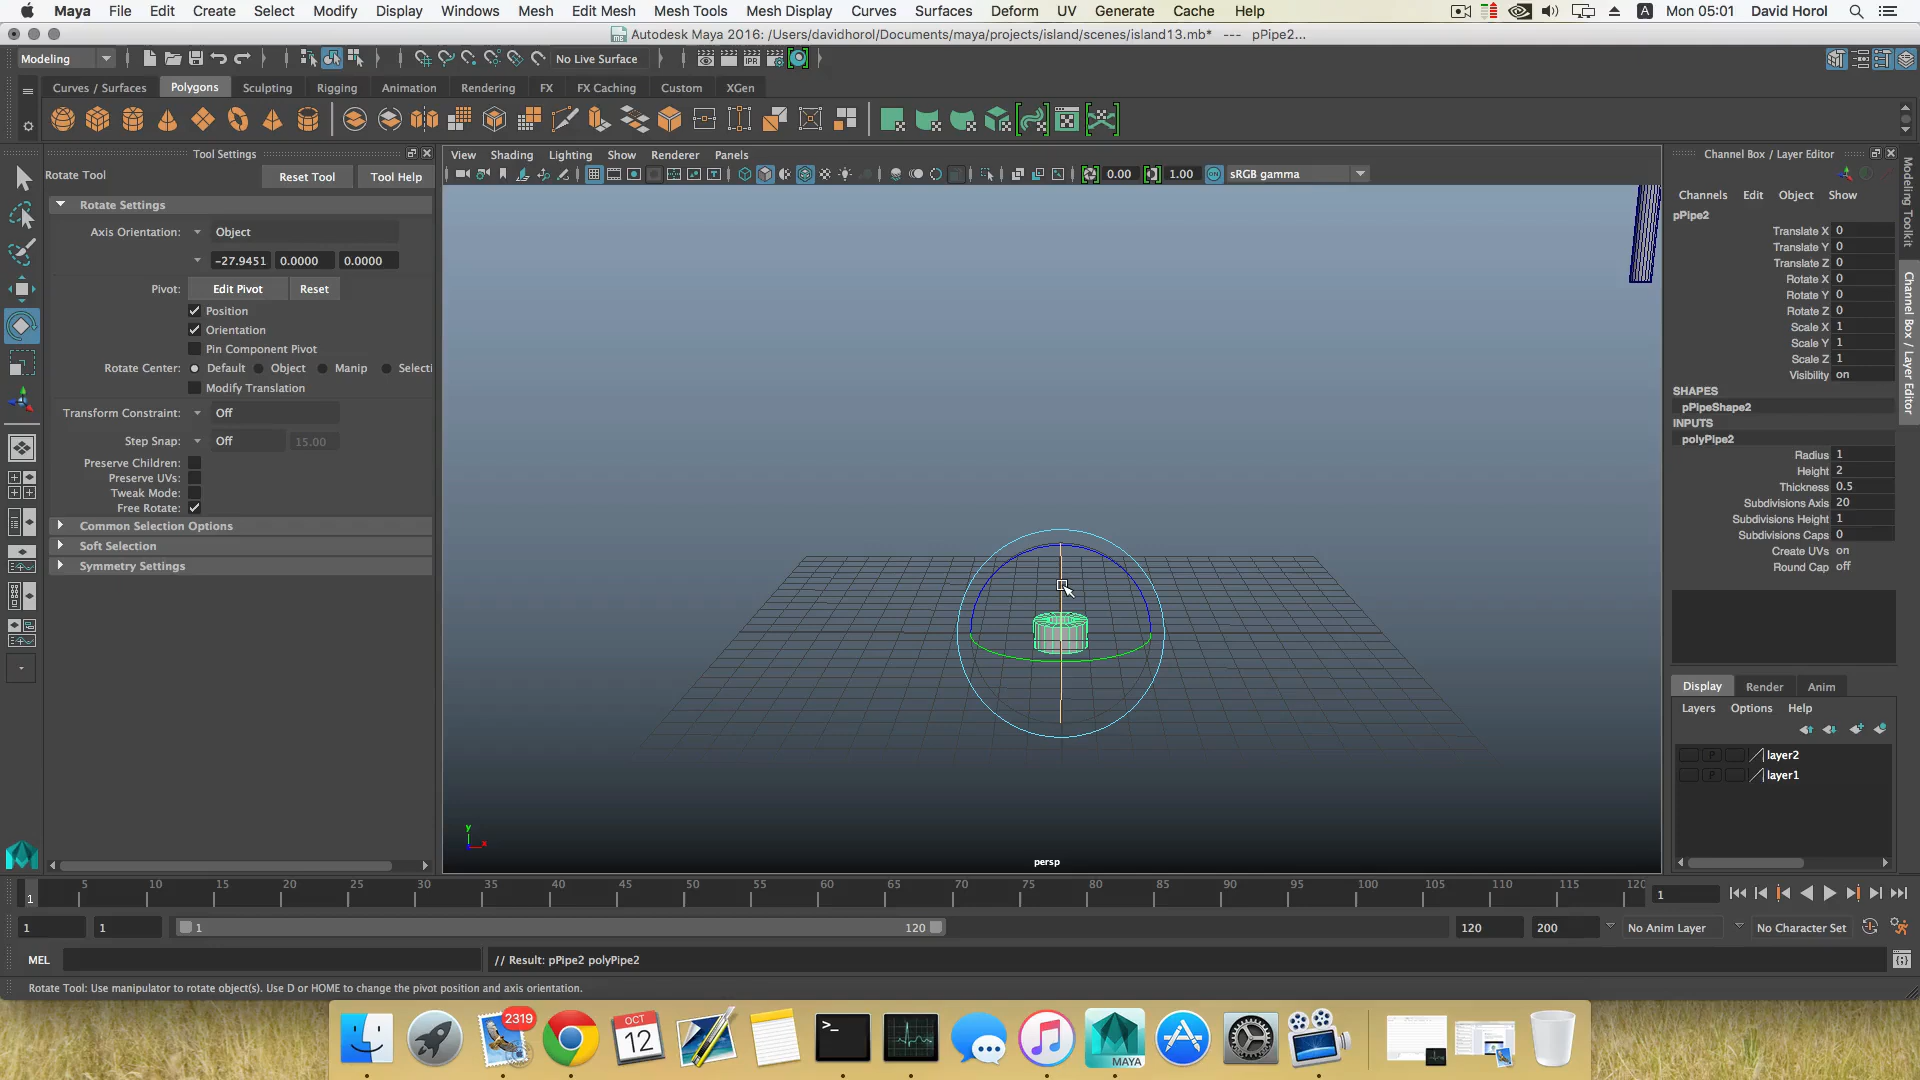 Maya File Edit Create Select Modify Display Windows Mesh Edit Mesh Mesh Tools Mesh Display Curves Surfaces Deform UV Generate Cache Help
A Mon 05:01 David Horol
Autodesk Maya 2016: /Users/davidhorol/Documents/maya/projects/island/scenes/island13.mb* --- pPipe2...
Modeling
IPR
No Live Surface
Curves / Surfaces Polygons Sculpting Rigging Animation Rendering FX FX Caching Custom XGen
Tool Settings
Rotate Tool Reset Tool Tool Help
Rotate Settings
Axis Orientation: Object
-27.9451 0.0000 0.0000
Pivot: Edit Pivot Reset
Position
Orientation
Pin Component Pivot
Rotate Center: Default Object Manip Selecti
Modify Translation
Transform Constraint: Off
Step Snap: Off 15.00
Preserve Children:
Preserve UVs:
Tweak Mode:
Free Rotate:
Common Selection Options
Soft Selection
Symmetry Settings
View Shading Lighting Show Renderer Panels
0.00 1.00 ON sRGB gamma
y
x
persp
Channel Box / Layer Editor
Channels Edit Object Show
pPipe2
Translate X 0
Translate Y 0
Translate Z 0
Rotate X 0
Rotate Y 0
Rotate Z 0
Scale X 1
Scale Y 1
Scale Z 1
Visibility on
SHAPES
pPipeShape2
INPUTS
polyPipe2
Radius 1
Height 2
Thickness 0.5
Subdivisions Axis 20
Subdivisions Height 1
Subdivisions Caps 0
Create UVs on
Round Cap off
Display Render Anim
Layers Options Help
P layer2
P layer1
Modeling Toolkit
Channel Box / Layer Editor
1 5 10 15 20 25 30 35 40 45 50 55 60 65 70 75 80 85 90 95 100 105 110 115 120
1
1 1 1 120 120 200 No Anim Layer No Character Set
MEL // Result: pPipe2 polyPipe2
Rotate Tool: Use manipulator to rotate object(s). Use D or HOME to change the pivot position and axis orientation.
2319
OCT
12
>_
MAYA